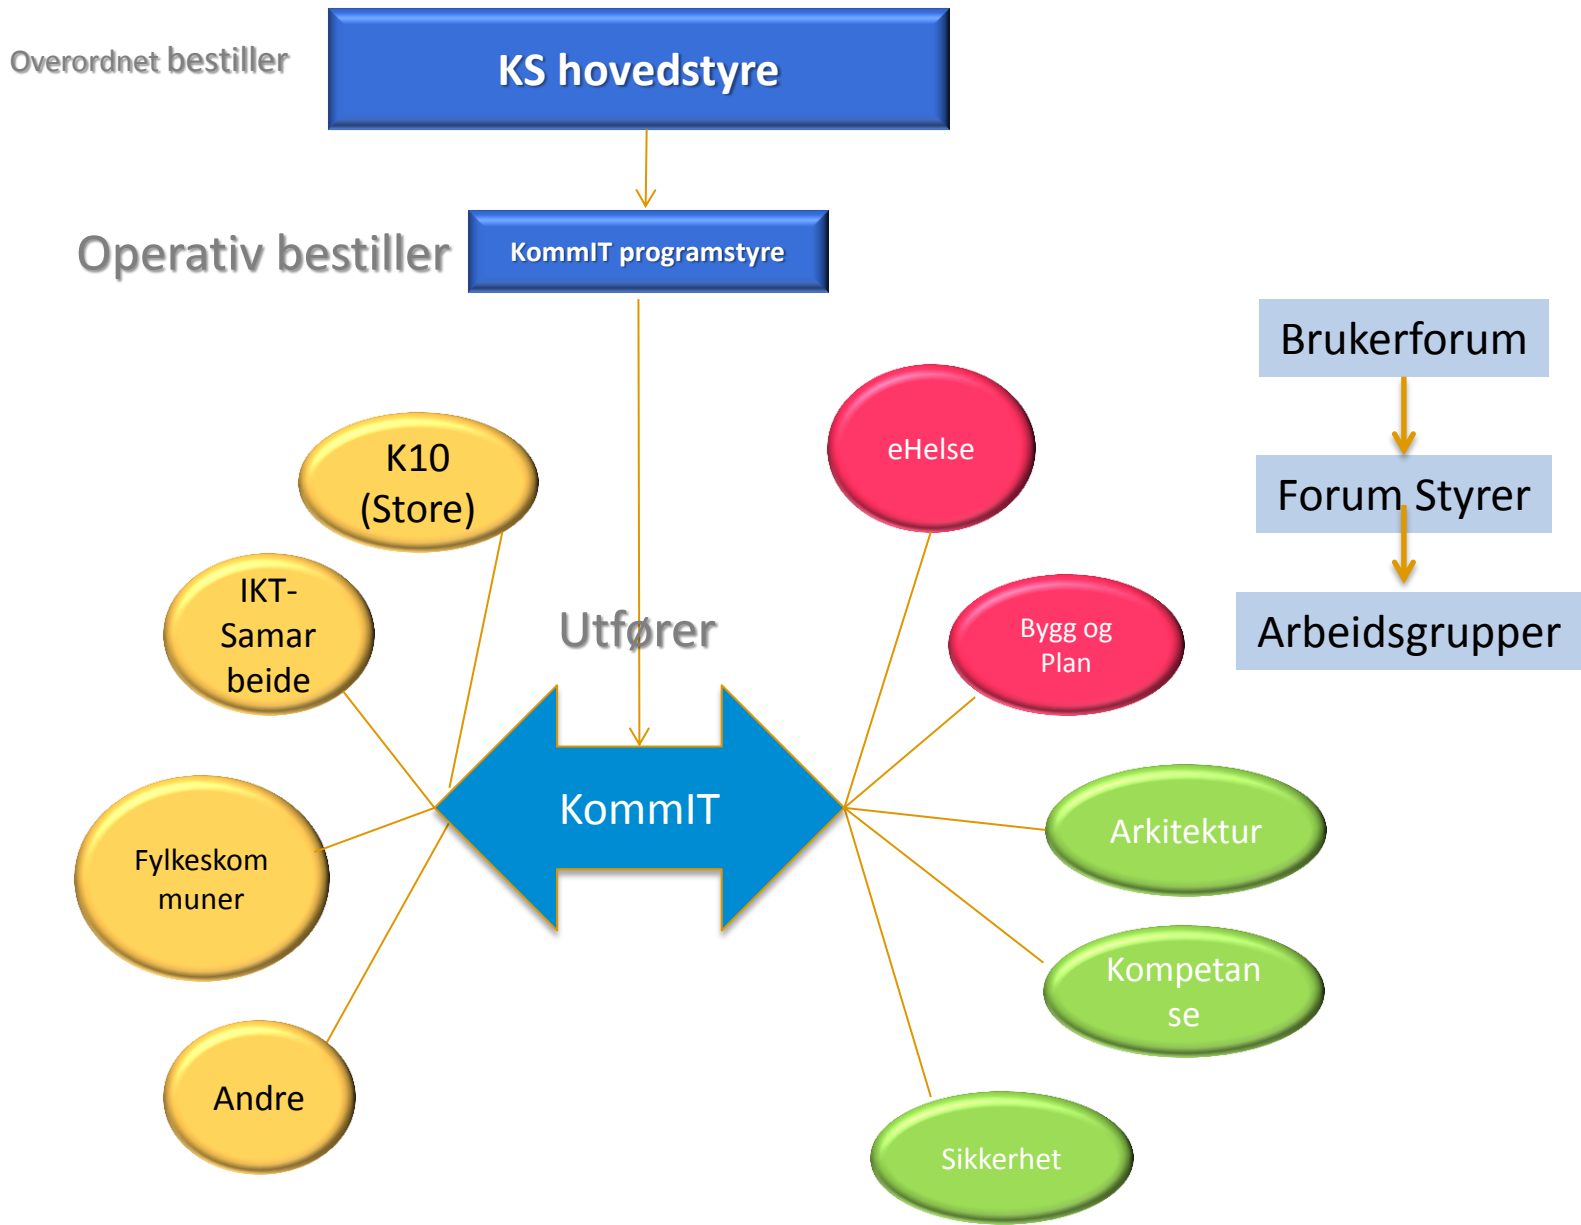 Overordnet bestiller
KS hovedstyre
Operativ bestiller
KommIT programstyre
Brukerforum
Forum Styrer
Arbeidsgrupper
K10
(Store)
IKT-
Samar
beide
Fylkeskom
muner
Andre
Utfører
KommIT
eHelse
Bygg og
Plan
Arkitektur
Kompetan
se
Sikkerhet